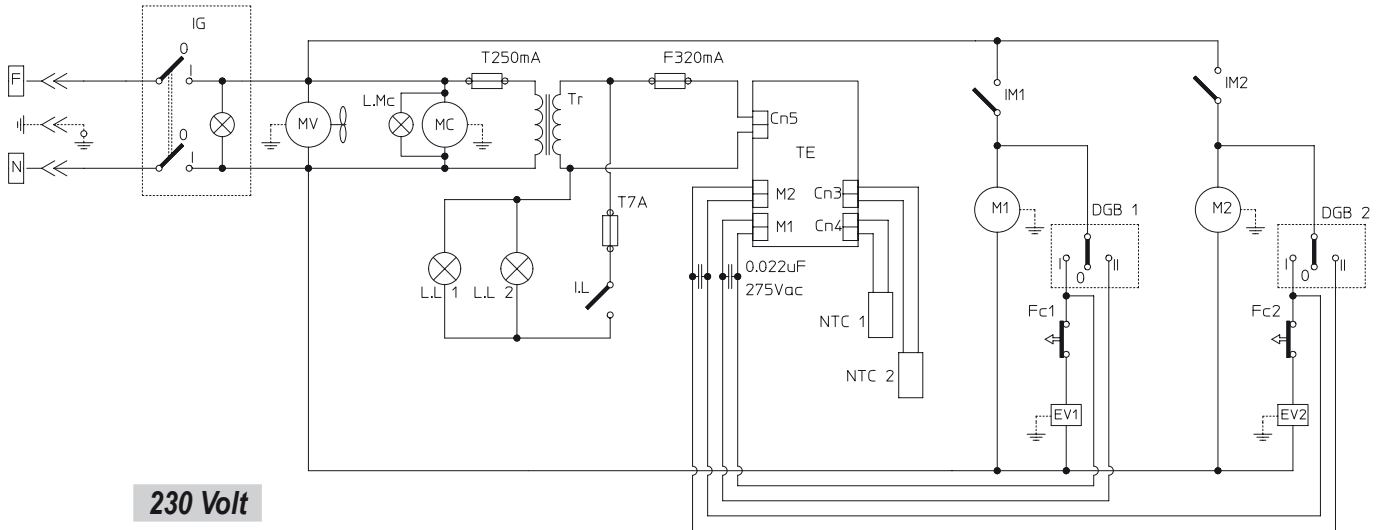 IG
0
I
F
N
0
I
MV
L.Mc
MC
T250mA
Tr
F320mA
Cn5
TE
M2
M1
Cn3
Cn4
T7A
L.L 1
L.L 2
I.L
0.022uF
275Vac
NTC 1
NTC 2
IM1
IM2
M1
M2
DGB 1
I
0
II
DGB 2
I
0
II
Fc1
Fc2
EV1
EV2
230 Volt